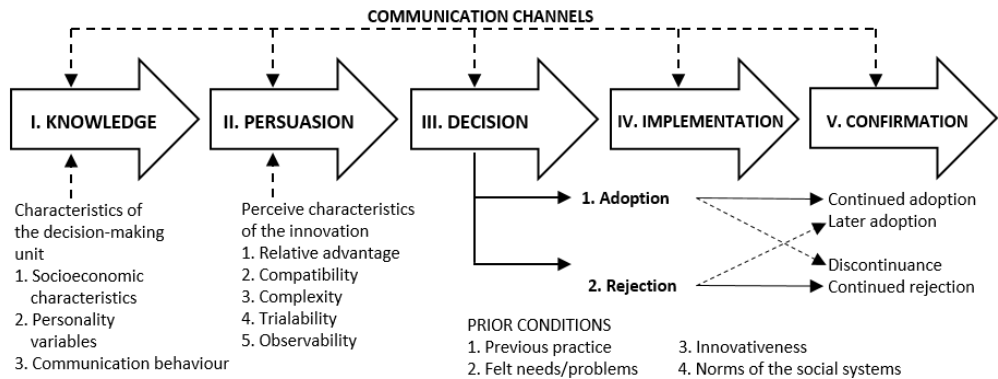 COMMUNICATION CHANNELS
I. KNOWLEDGE
II. PERSUASION
III. DECISION
IV. IMPLEMENTATION
V. CONFIRMATION
Characteristics of
the decision-making
unit
1. Socioeconomic
characteristics
2. Personality
variables
3. Communication behaviour
Perceive characteristics
of the innovation
1. Relative advantage
2. Compatibility
3. Complexity
4. Trialability
5. Observability
1. Adoption
2. Rejection
Continued adoption
Later adoption
Discontinuance
Continued rejection
PRIOR CONDITIONS
1. Previous practice
2. Felt needs/problems
3. Innovativeness
4. Norms of the social systems